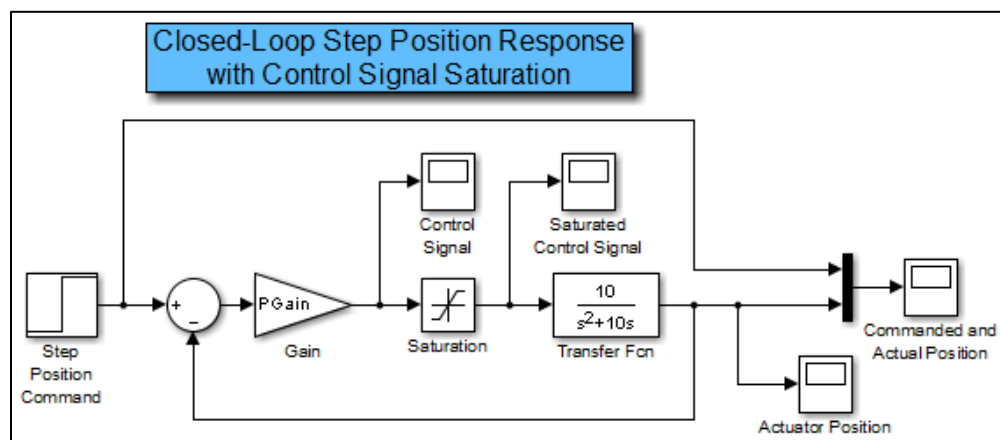 Closed-Loop Step Position Response
with Control Signal Saturation
Control
Signal
Saturated
Control Signal
Step
Position
Command
+
−
PGain
Gain
Saturation
10
s²+10s
Transfer Fcn
Commanded and
Actual Position
Actuator Position